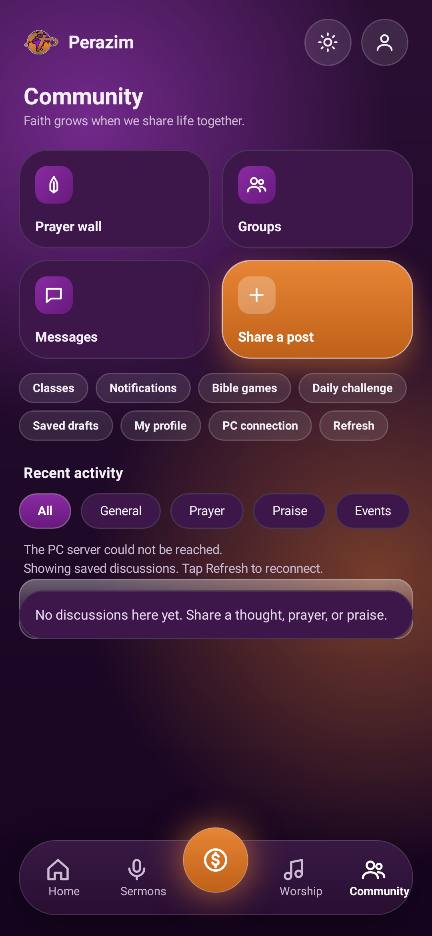 Perazim
Community
Faith grows when we share life together.
Prayer wall
Groups
Messages
Share a post
Classes
Notifications
Bible games
Daily challenge
Saved drafts
My profile
PC connection
Refresh
Recent activity
All
General
Prayer
Praise
Events
The PC server could not be reached.
Showing saved discussions. Tap Refresh to reconnect.
No discussions here yet. Share a thought, prayer, or praise.
Home
Sermons
Worship
Community